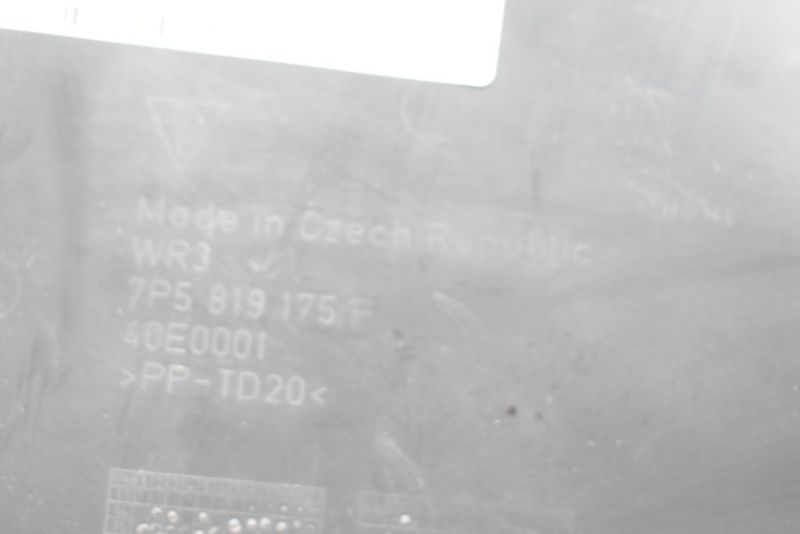 Made in Czech Republic
WR3
7P5 819 175 F
40E0001
>PP-TD20<